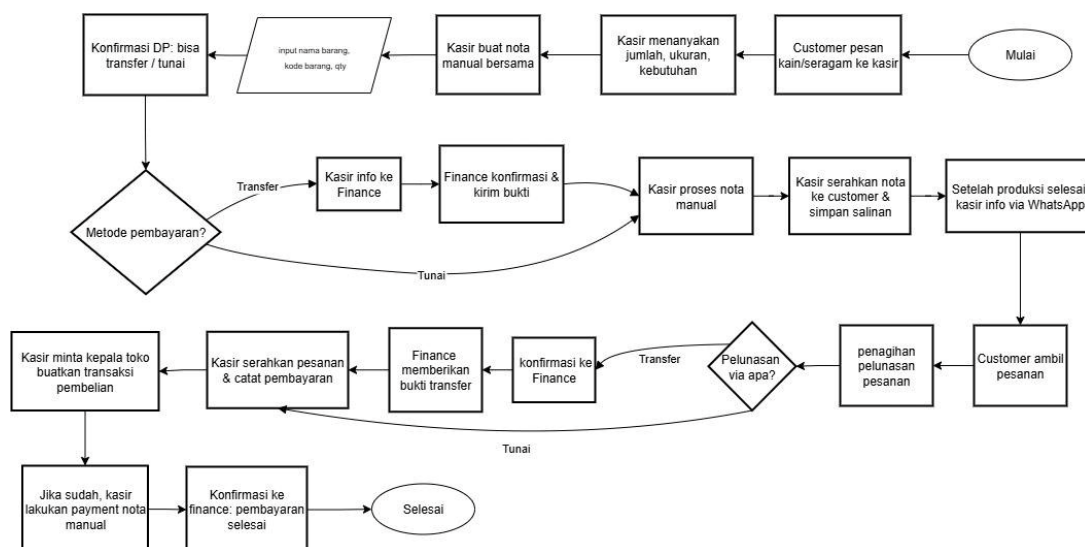 Mulai
Customer pesan
kain/seragam ke kasir
Kasir menanyakan
jumlah, ukuran,
kebutuhan
Kasir buat nota
manual bersama
input nama barang,
kode barang, qty
Konfirmasi DP: bisa
transfer / tunai
Metode pembayaran?
Transfer
Kasir info ke
Finance
Finance konfirmasi &
kirim bukti
Tunai
Kasir proses nota
manual
Kasir serahkan nota
ke customer &
simpan salinan
Setelah produksi selesai
kasir info via WhatsApp
Customer ambil
pesanan
penagihan
pelunasan
pesanan
Pelunasan
via apa?
Transfer
konfirmasi ke
Finance
Finance
memberikan
bukti transfer
Tunai
Kasir serahkan pesanan
& catat pembayaran
Kasir minta kepala toko
buatkan transaksi
pembelian
Jika sudah, kasir
lakukan payment nota
manual
Konfirmasi ke
finance: pembayaran
selesai
Selesai